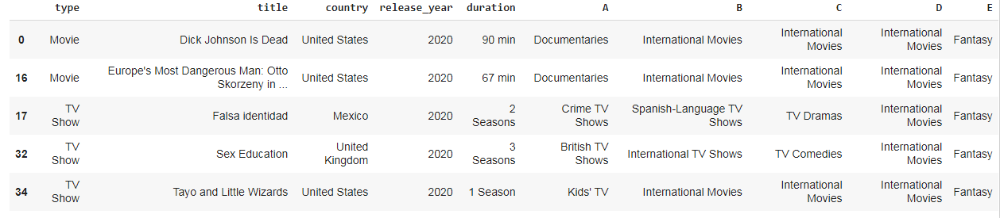 type title country release_year duration A B C D E
0 Movie Dick Johnson Is Dead United States 2020 90 min Documentaries International Movies International Movies International Movies Fantasy
16 Movie Europe's Most Dangerous Man: Otto Skorzeny in ... United States 2020 67 min Documentaries International Movies International Movies International Movies Fantasy
17 TV Show Falsa identidad Mexico 2020 2 Seasons Crime TV Shows Spanish-Language TV Shows TV Dramas International Movies Fantasy
32 TV Show Sex Education United Kingdom 2020 3 Seasons British TV Shows International TV Shows TV Comedies International Movies Fantasy
34 TV Show Tayo and Little Wizards United States 2020 1 Season Kids' TV International Movies International Movies International Movies Fantasy